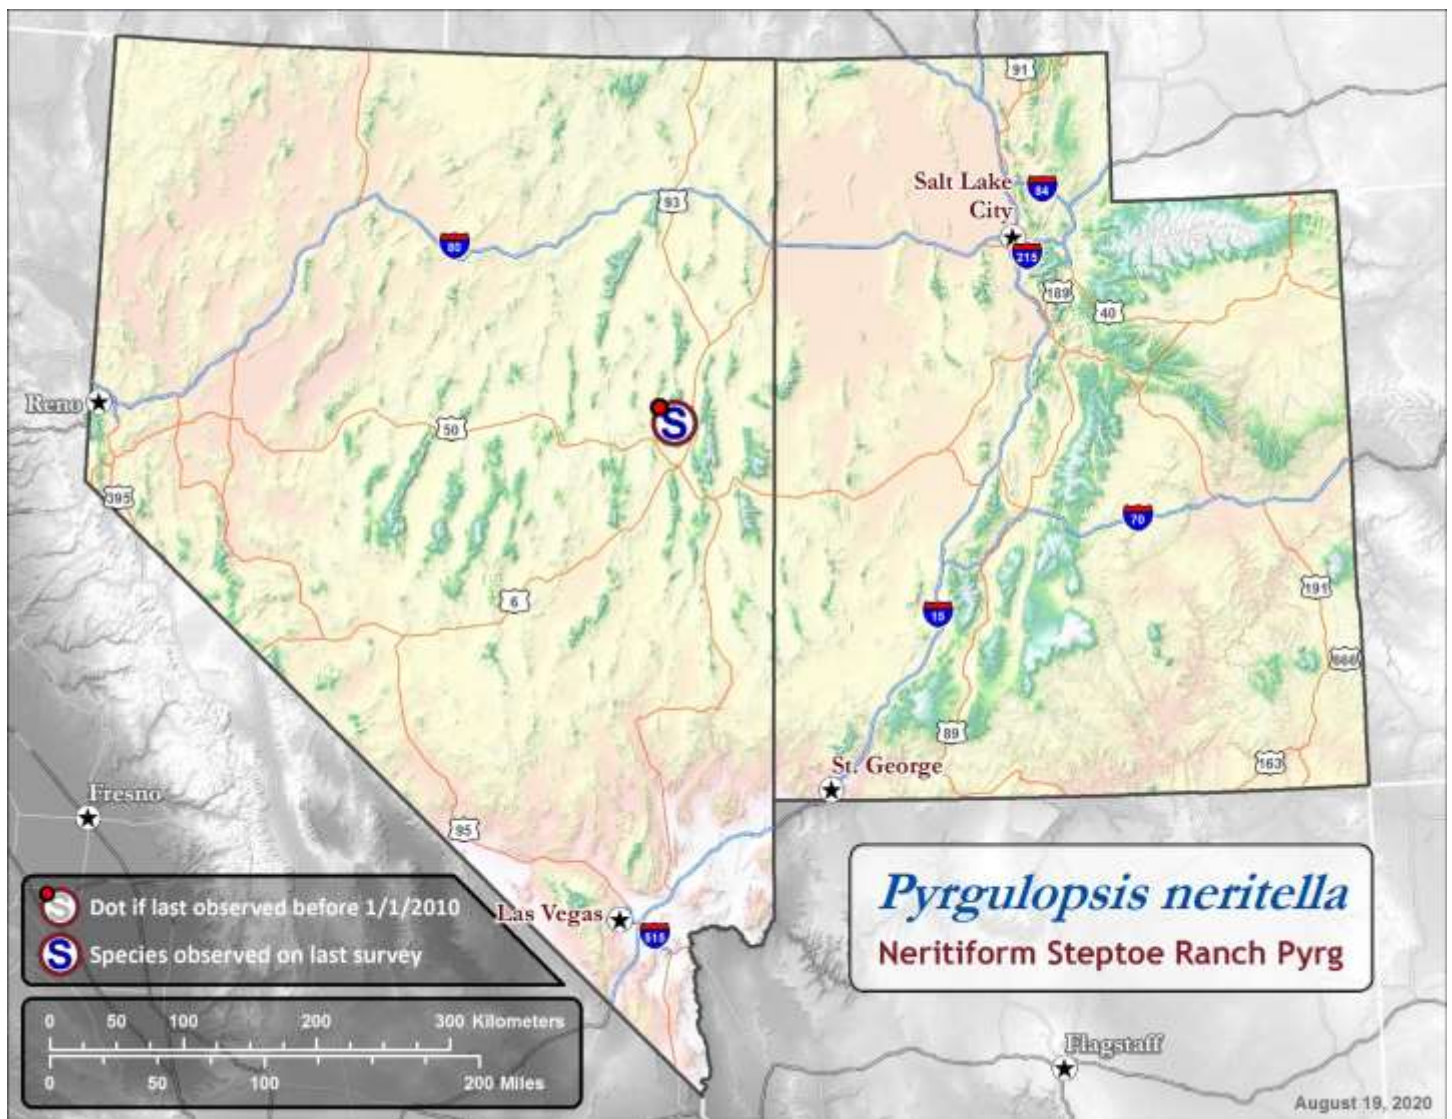 91
Salt Lake
City
84
93
80
215
189
40
Reno
S
50
395
70
6
191
15
666
89
163
St. George
Fresno
95
Pyrgulopsis neritella
Neritiform Steptoe Ranch Pyrg
S Dot if last observed before 1/1/2010
S Species observed on last survey
Las Vegas
515
0 50 100 200 300 Kilometers
0 50 100 200 Miles
Flagstaff
August 19, 2020